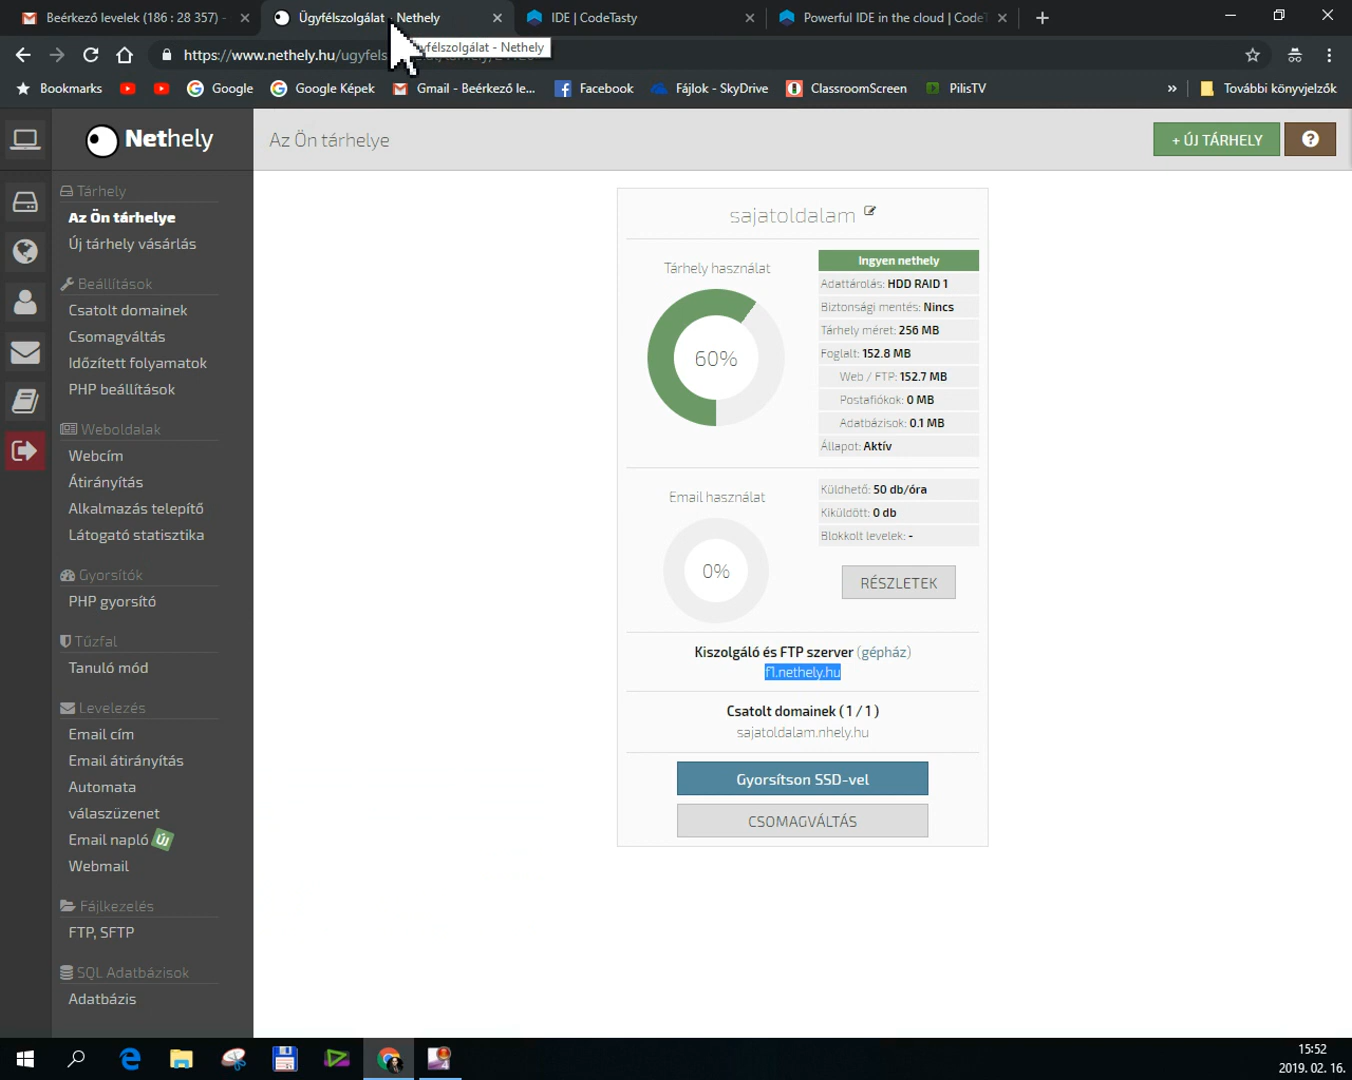 Beérkező levelek (186 : 28 357) -
Ügyfélszolgálat - Nethely
IDE | CodeTasty
Powerful IDE in the cloud | CodeT
https://www.nethely.hu/ugyfels
yfélszolgálat - Nethely
Bookmarks
Google
Google Képek
Gmail - Beérkező le...
Facebook
Fájlok - SkyDrive
ClassroomScreen
PilisTV
»
További könyvjelzők
Nethely
Az Ön tárhelye
+ ÚJ TÁRHELY
?
Tárhely
Az Ön tárhelye
Új tárhely vásárlás
Beállítások
Csatolt domainek
Csomagváltás
Időzített folyamatok
PHP beállítások
Weboldalak
Webcím
Átirányítás
Alkalmazás telepítő
Látogató statisztika
Gyorsítók
PHP gyorsító
Tűzfal
Tanuló mód
Levelezés
Email cím
Email átirányítás
Automata
válaszüzenet
Email napló Új
Webmail
Fájlkezelés
FTP, SFTP
SQL Adatbázisok
Adatbázis
sajatoldalam
Tárhely használat
60%
Ingyen nethely
Adattárolás: HDD RAID 1
Biztonsági mentés: Nincs
Tárhely méret: 256 MB
Foglalt: 152.8 MB
Web / FTP: 152.7 MB
Postafiókok: 0 MB
Adatbázisok: 0.1 MB
Állapot: Aktív
Email használat
0%
Küldhető: 50 db/óra
Kiküldött: 0 db
Blokkolt levelek: -
RÉSZLETEK
Kiszolgáló és FTP szerver (gépház)
f1.nethely.hu
Csatolt domainek ( 1 / 1 )
sajatoldalam.nhely.hu
Gyorsítson SSD-vel
CSOMAGVÁLTÁS
15:52
2019. 02. 16.